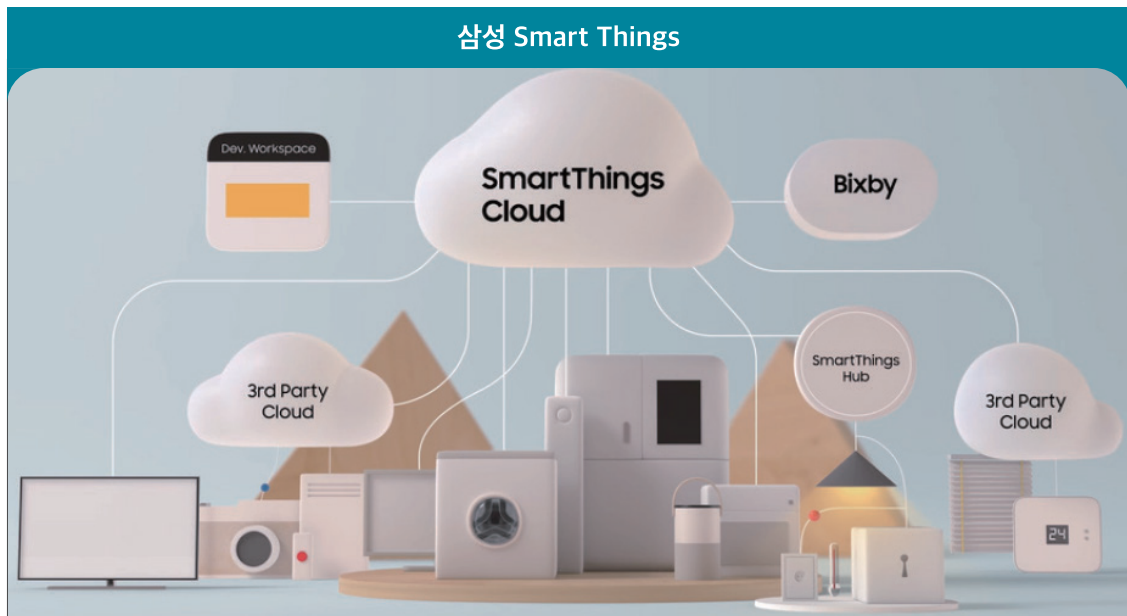 삼성 Smart Things
Dev. Workspace
SmartThings
Cloud
Bixby
SmartThings
Hub
3rd Party
Cloud
3rd Party
Cloud
24